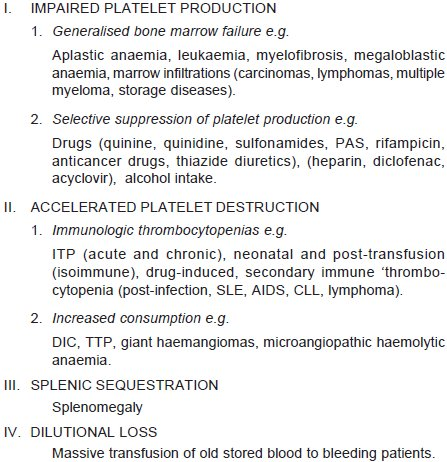 I. IMPAIRED PLATELET PRODUCTION
1. Generalised bone marrow failure e.g.
Aplastic anaemia, leukaemia, myelofibrosis, megaloblastic
anaemia, marrow infiltrations (carcinomas, lymphomas, multiple
myeloma, storage diseases).
2. Selective suppression of platelet production e.g.
Drugs (quinine, quinidine, sulfonamides, PAS, rifampicin,
anticancer drugs, thiazide diuretics), (heparin, diclofenac,
acyclovir), alcohol intake.
II. ACCELERATED PLATELET DESTRUCTION
1. Immunologic thrombocytopenias e.g.
ITP (acute and chronic), neonatal and post-transfusion
(isoimmune), drug-induced, secondary immune ‘thrombo-
cytopenia (post-infection, SLE, AIDS, CLL, lymphoma).
2. Increased consumption e.g.
DIC, TTP, giant haemangiomas, microangiopathic haemolytic
anaemia.
III. SPLENIC SEQUESTRATION
Splenomegaly
IV. DILUTIONAL LOSS
Massive transfusion of old stored blood to bleeding patients.